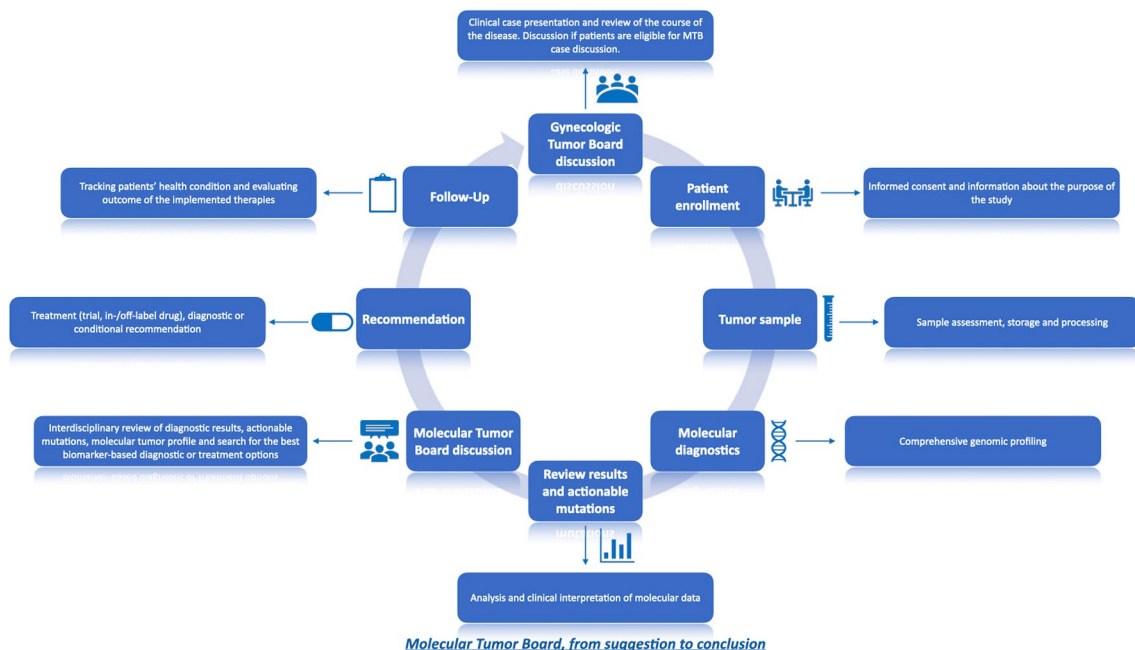 Clinical case presentation and review of the course of
the disease. Discussion if patients are eligible for MTB
case discussion.
Gynecologic
Tumor Board
discussion
Patient
enrollment
Informed consent and information about the purpose of
the study
Tumor sample
Sample assessment, storage and processing
Molecular
diagnostics
Comprehensive genomic profiling
Review results
and actionable
mutations
Analysis and clinical interpretation of molecular data
Molecular Tumor
Board discussion
Interdisciplinary review of diagnostic results, actionable
mutations, molecular tumor profile and search for the best
biomarker-based diagnostic or treatment options
Recommendation
Treatment (trial, in-/off-label drug), diagnostic or
conditional recommendation
Follow-Up
Tracking patients' health condition and evaluating
outcome of the implemented therapies
Molecular Tumor Board, from suggestion to conclusion